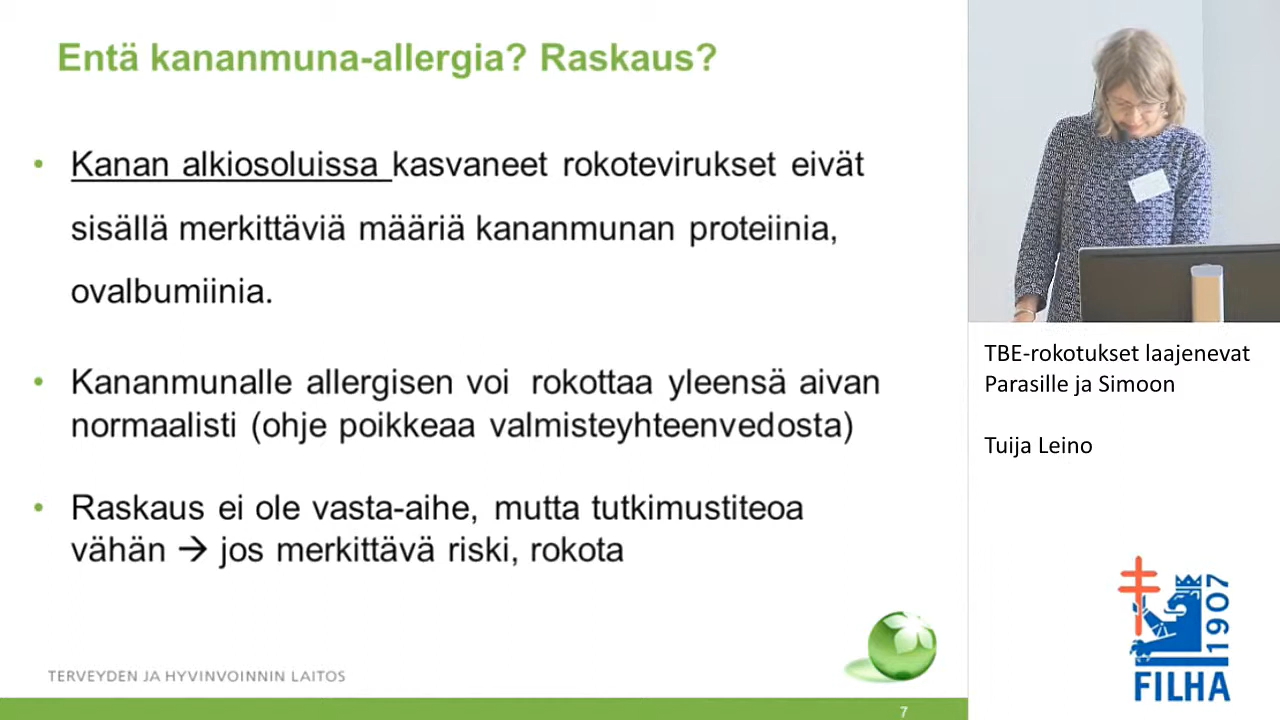 Entä kananmuna-allergia? Raskaus?
• Kanan alkiosoluissa kasvaneet rokotevirukset eivät
sisällä merkittäviä määriä kananmunan proteiinia,
ovalbumiinia.
• Kananmunalle allergisen voi rokottaa yleensä aivan
normaalisti (ohje poikkeaa valmisteyhteenvedosta)
• Raskaus ei ole vasta-aihe, mutta tutkimustiteoa
vähän → jos merkittävä riski, rokota
TERVEYDEN JA HYVINVOINNIN LAITOS
7
TBE-rokotukset laajenevat
Parasille ja Simoon
Tuija Leino
1907
FILHA